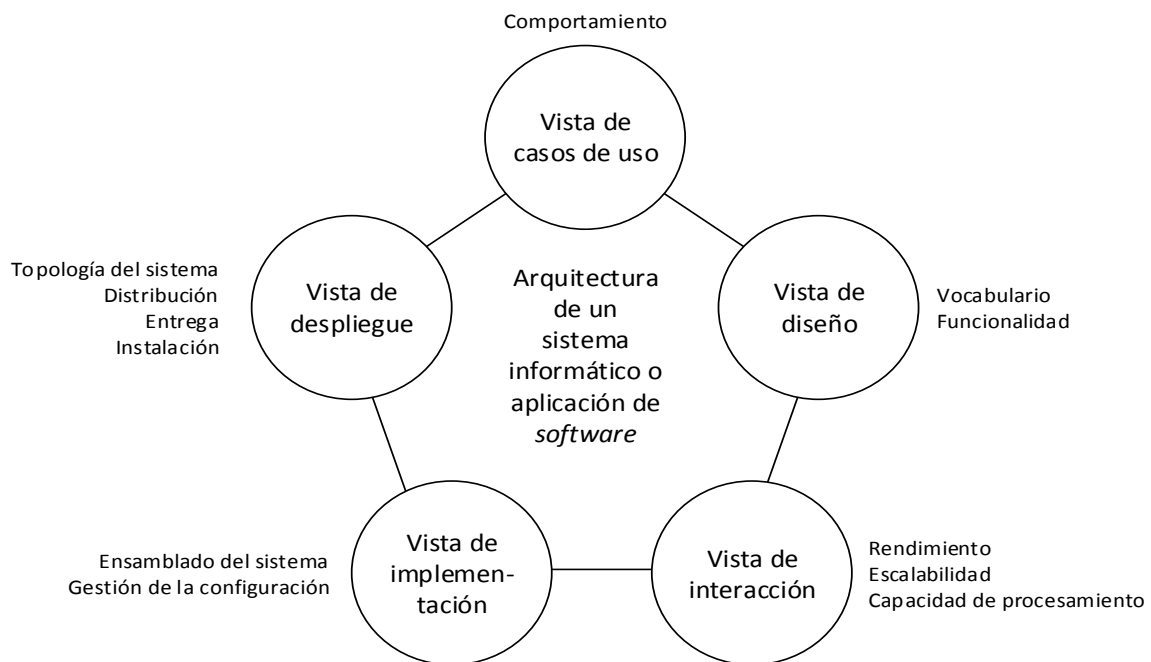 Comportamiento
Vista de
casos de uso
Topología del sistema
Distribución
Entrega
Instalación
Vista de
despliegue
Arquitectura
de un
sistema
informático o
aplicación de
software
Vista de
diseño
Vocabulario
Funcionalidad
Ensamblado del sistema
Gestión de la configuración
Vista de
implemen-
tación
Vista de
interacción
Rendimiento
Escalabilidad
Capacidad de procesamiento